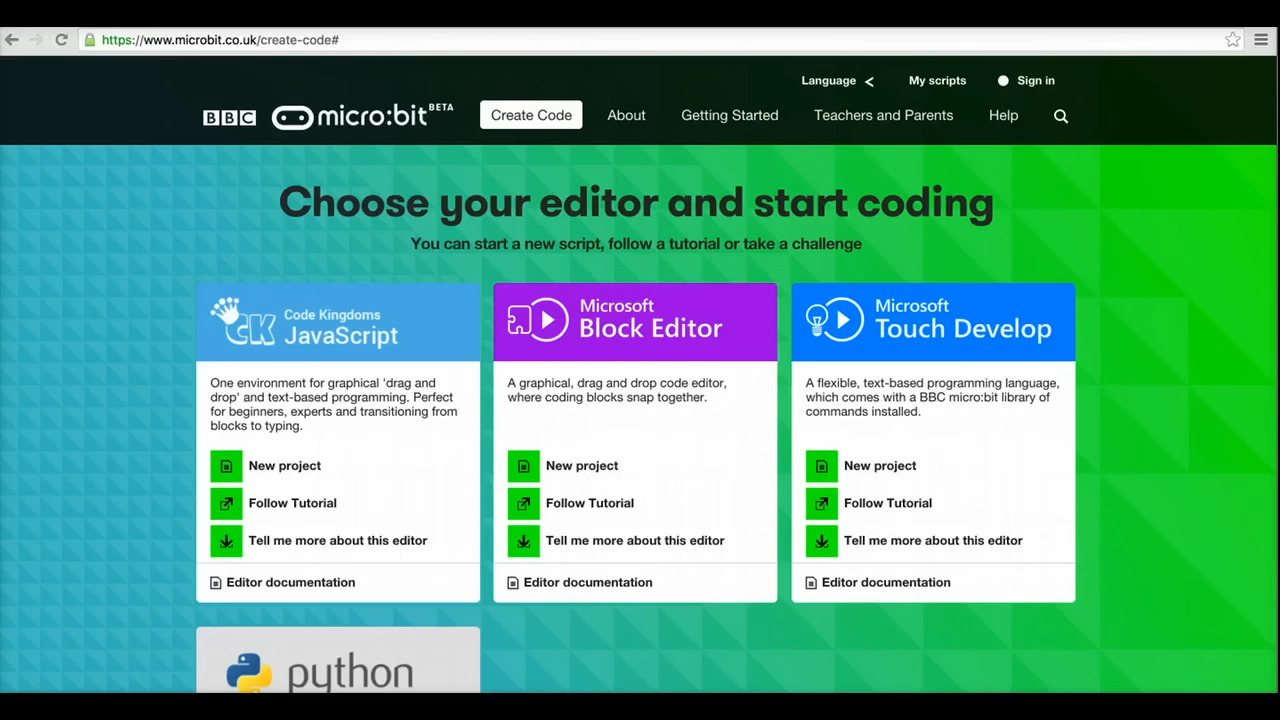 https://www.microbit.co.uk/create-code#
Language < My scripts Sign in
BBC micro:bit BETA Create Code About Getting Started Teachers and Parents Help
Choose your editor and start coding
You can start a new script, follow a tutorial or take a challenge
Code Kingdoms
CK JavaScript
One environment for graphical 'drag and
drop' and text-based programming. Perfect
for beginners, experts and transitioning from
blocks to typing.
New project
Follow Tutorial
Tell me more about this editor
Editor documentation
Microsoft
Block Editor
A graphical, drag and drop code editor,
where coding blocks snap together.
New project
Follow Tutorial
Tell me more about this editor
Editor documentation
Microsoft
Touch Develop
A flexible, text-based programming language,
which comes with a BBC micro:bit library of
commands installed.
New project
Follow Tutorial
Tell me more about this editor
Editor documentation
python